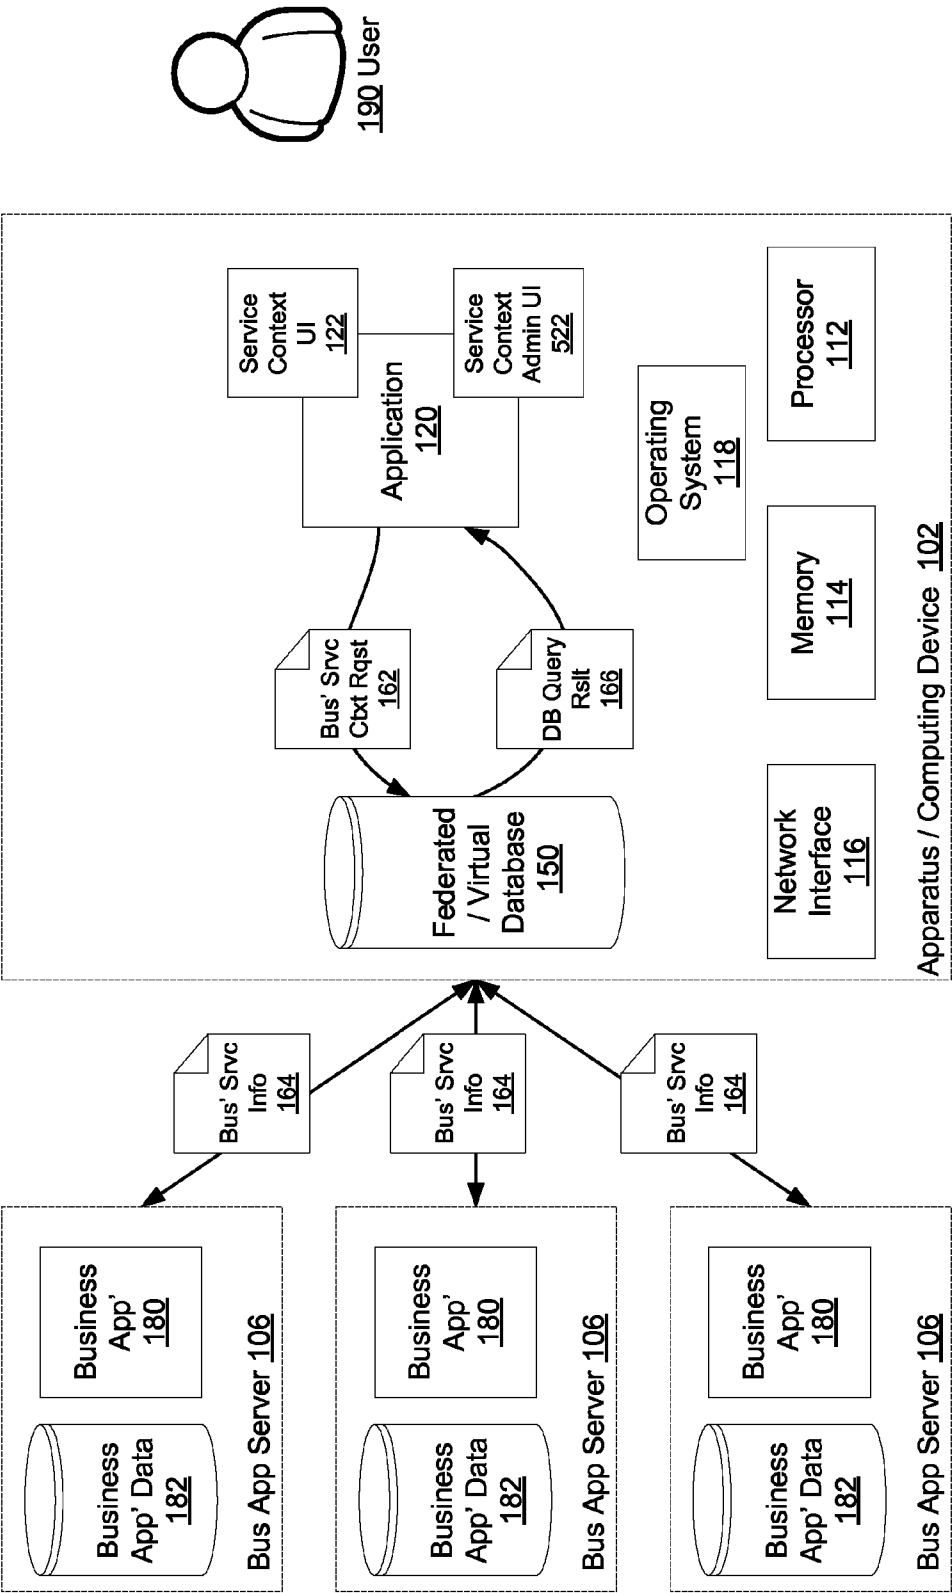 Business
App' Data
182
Business
App'
180
Bus App Server 106
Business
App' Data
182
Business
App'
180
Bus App Server 106
Business
App' Data
182
Business
App'
180
Bus App Server 106
Bus' Srvc
Info
164
Bus' Srvc
Info
164
Bus' Srvc
Info
164
Federated
/ Virtual
Database
150
Bus' Srvc
Ctxt Rqst
162
DB Query
Rslt
166
Application
120
Service
Context
UI
122
Service
Context
Admin UI
522
Operating
System
118
Network
Interface
116
Memory
114
Processor
112
Apparatus / Computing Device 102
190 User